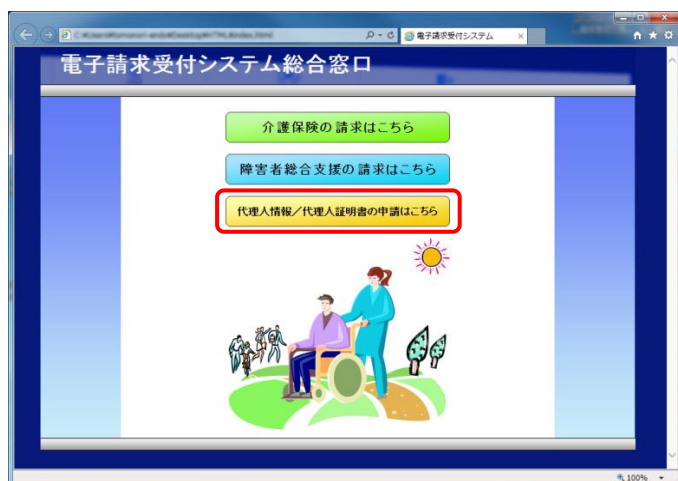 電子請求受付システム
電子請求受付システム総合窓口
介護保険の請求はこちら
障害者総合支援の請求はこちら
代理人情報／代理人証明書の申請はこちら
100%